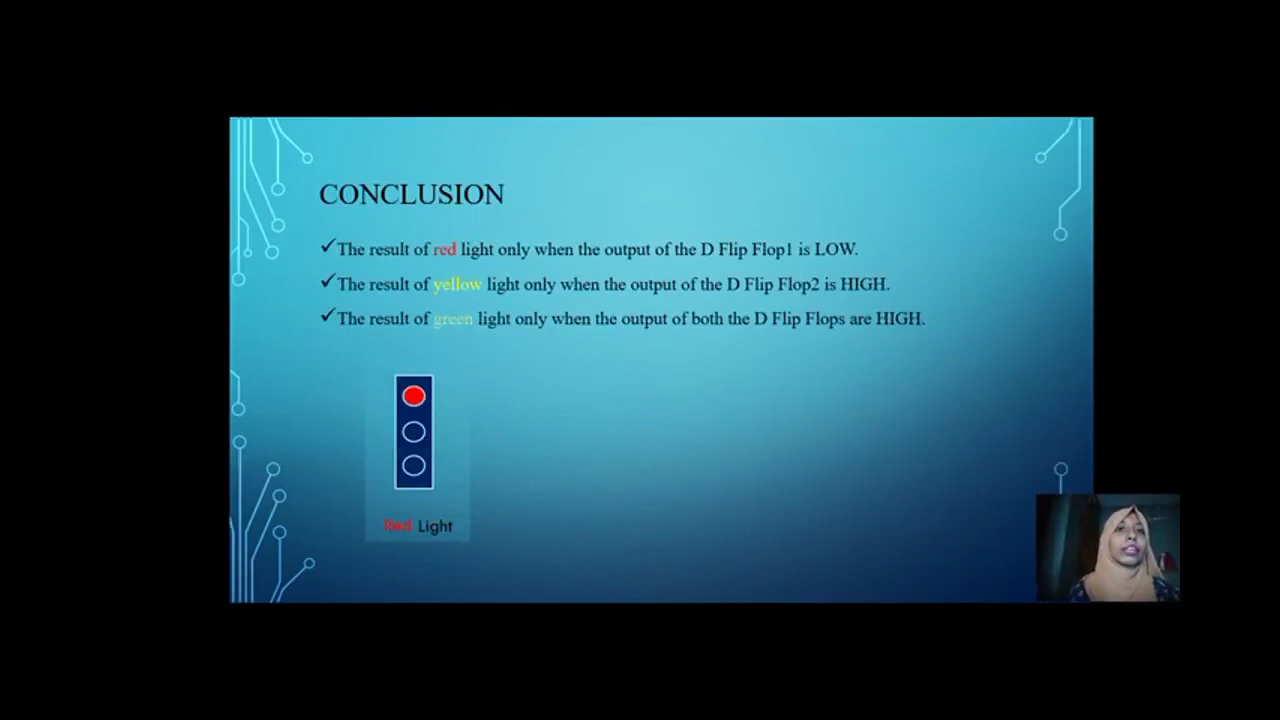 CONCLUSION
The result of red light only when the output of the D Flip Flop1 is LOW.
The result of yellow light only when the output of the D Flip Flop2 is HIGH.
The result of green light only when the output of both the D Flip Flops are HIGH.
Red Light